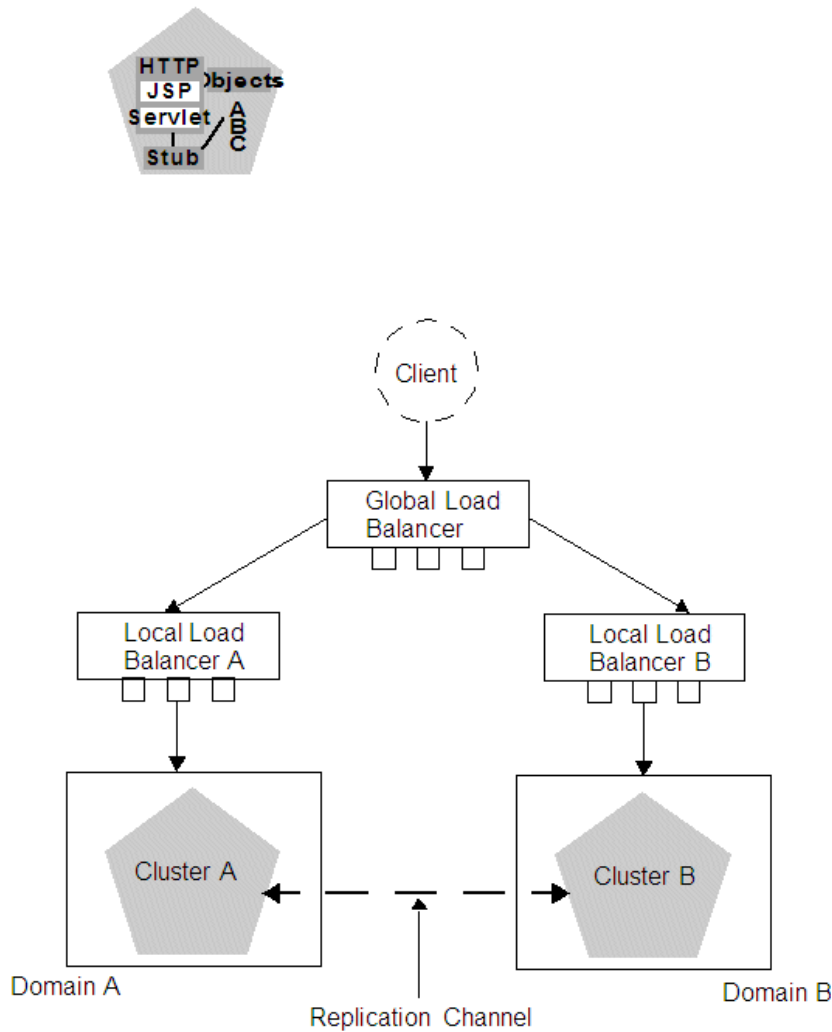 HTTP
Objects
JSP
Servlet
A
B
C
Stub
Client
Global Load
Balancer
Local Load
Balancer A
Local Load
Balancer B
Cluster A
Cluster B
Domain A
Domain B
Replication Channel